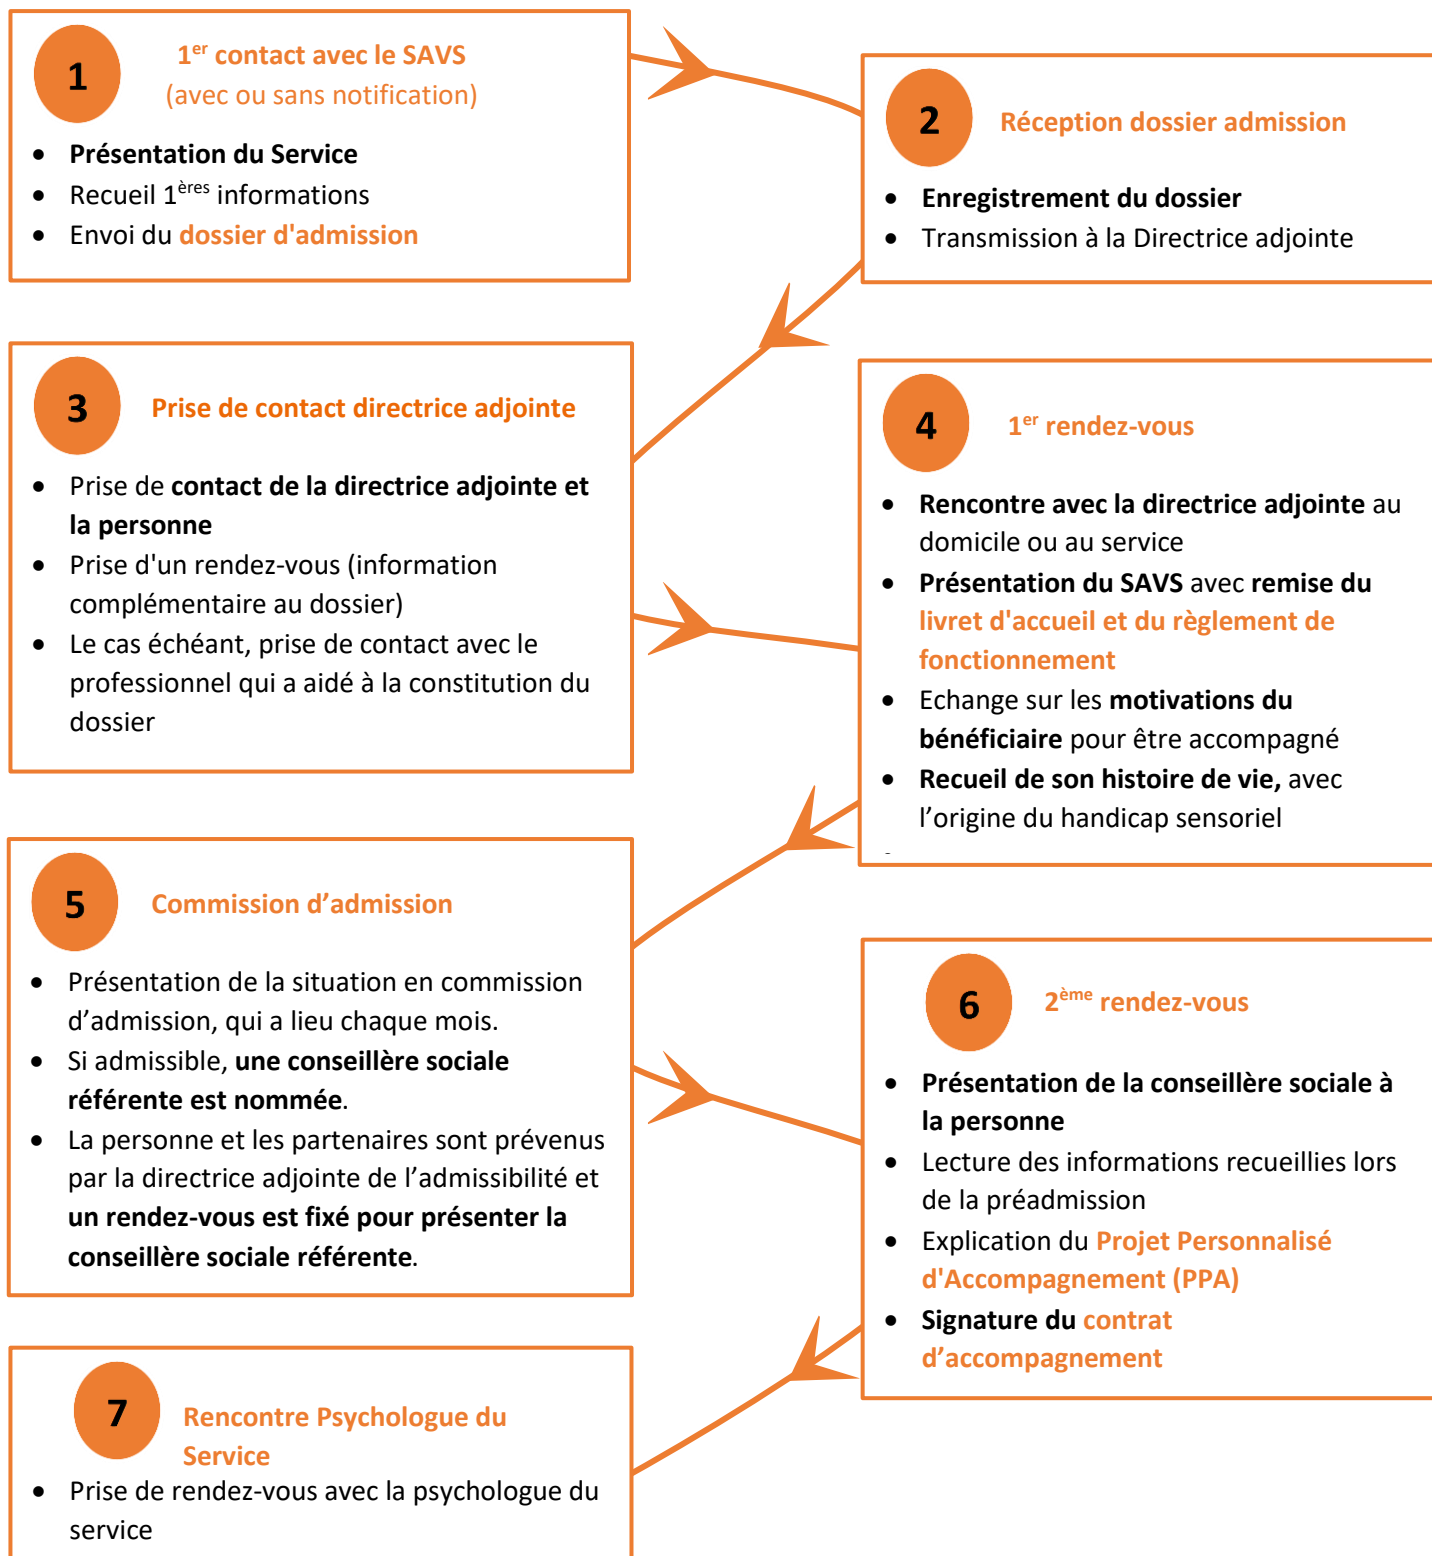 1
1er contact avec le SAVS
(avec ou sans notification)
• Présentation du Service
• Recueil 1ères informations
• Envoi du dossier d'admission
2
Réception dossier admission
• Enregistrement du dossier
• Transmission à la Directrice adjointe
3
Prise de contact directrice adjointe
• Prise de contact de la directrice adjointe et
la personne
• Prise d'un rendez-vous (information
complémentaire au dossier)
• Le cas échéant, prise de contact avec le
professionnel qui a aidé à la constitution du
dossier
4
1er rendez-vous
• Rencontre avec la directrice adjointe au
domicile ou au service
• Présentation du SAVS avec remise du
livret d'accueil et du règlement de
fonctionnement
• Echange sur les motivations du
bénéficiaire pour être accompagné
• Recueil de son histoire de vie, avec
l’origine du handicap sensoriel
5
Commission d’admission
• Présentation de la situation en commission
d’admission, qui a lieu chaque mois.
• Si admissible, une conseillère sociale
référente est nommée.
• La personne et les partenaires sont prévenus
par la directrice adjointe de l’admissibilité et
un rendez-vous est fixé pour présenter la
conseillère sociale référente.
6
2ème rendez-vous
• Présentation de la conseillère sociale à
la personne
• Lecture des informations recueillies lors
de la préadmission
• Explication du Projet Personnalisé
d'Accompagnement (PPA)
• Signature du contrat
d’accompagnement
7
Rencontre Psychologue du
Service
• Prise de rendez-vous avec la psychologue du
service